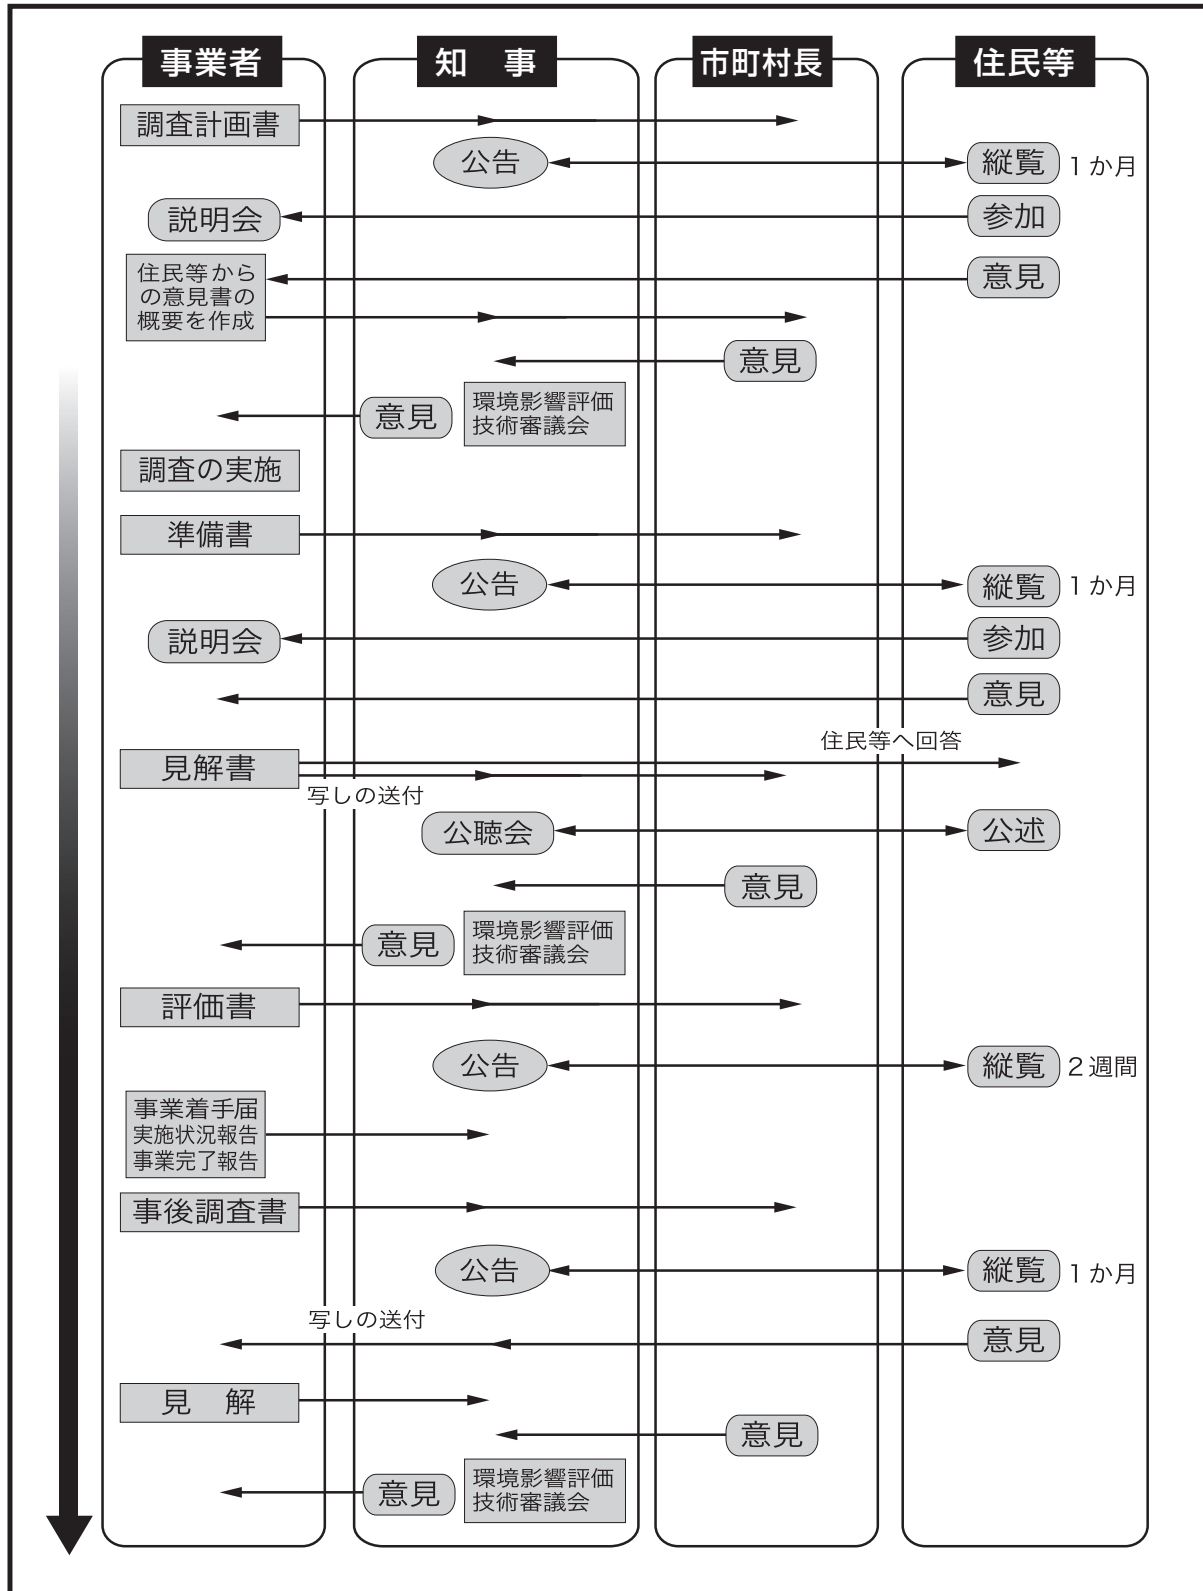 事業者
知　事
市町村長
住民等
調査計画書
公告
縦覧
1か月
説明会
参加
住民等から
の意見書の
概要を作成
意見
意見
意見
環境影響評価
技術審議会
調査の実施
準備書
公告
縦覧
1か月
説明会
参加
意見
住民等へ回答
見解書
写しの送付
公聴会
公述
意見
意見
環境影響評価
技術審議会
評価書
公告
縦覧
2週間
事業着手届
実施状況報告
事業完了報告
事後調査書
公告
縦覧
1か月
写しの送付
意見
見　解
意見
意見
環境影響評価
技術審議会